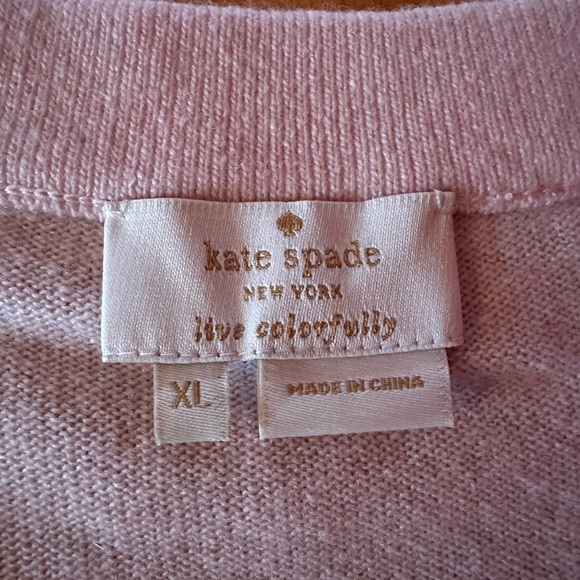 kate spade
NEW YORK
live colorfully
XL
MADE IN CHINA